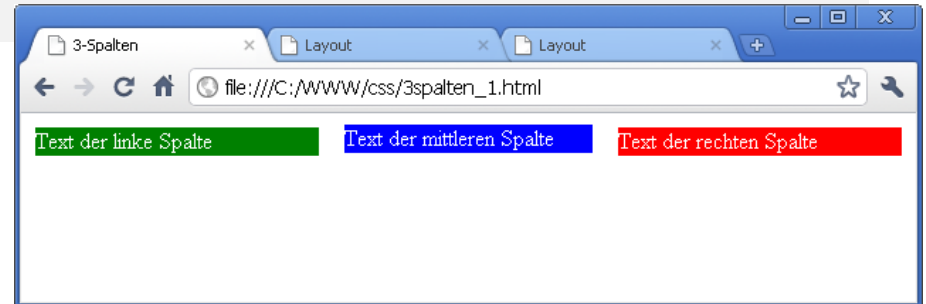 3-Spalten
Layout
Layout
file:///C:/WWW/css/3spalten_1.html
Text der linke Spalte
Text der mittleren Spalte
Text der rechten Spalte